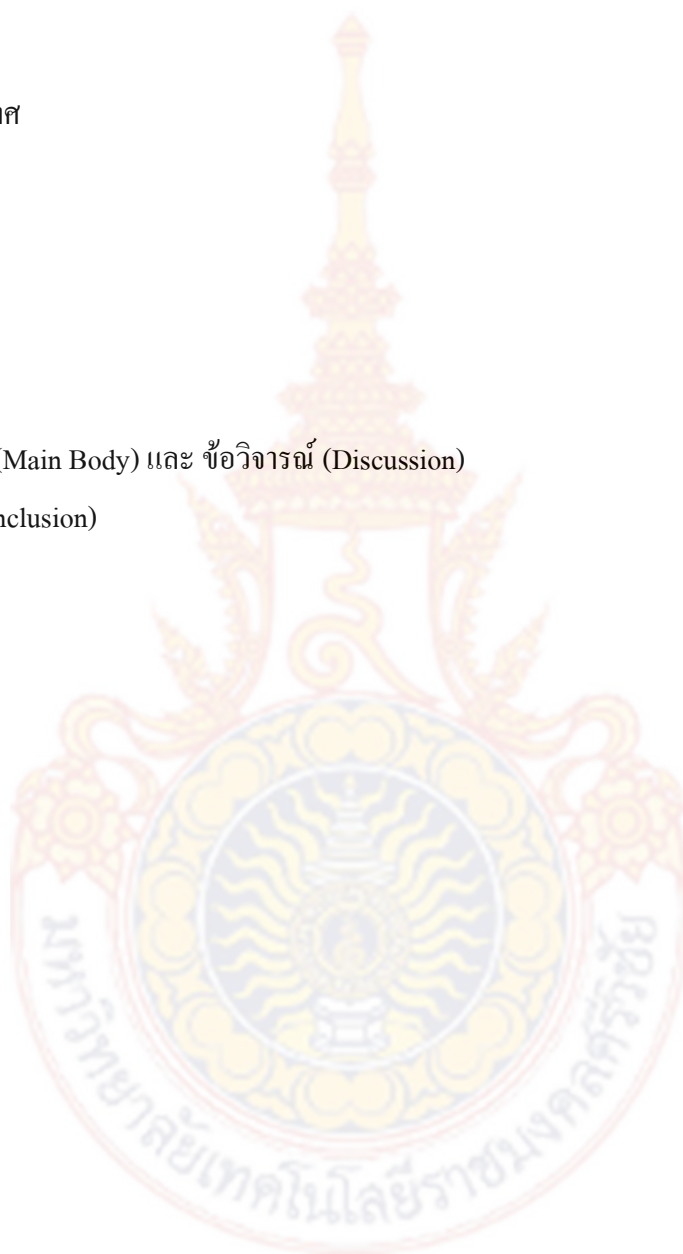 ทศ
(Main Body) และ ข้อวิจารณ์ (Discussion)
nclusion)
มหาวิทยาลัยเทคโนโลยีราชมงคลศรีวิชัย